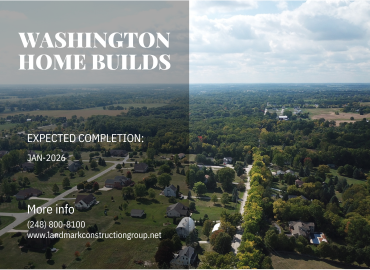 WASHINGTON
HOME BUILDS
EXPECTED COMPLETION:
JAN-2026
More info
(248) 800-8100
www.landmarkconstructiongroup.net